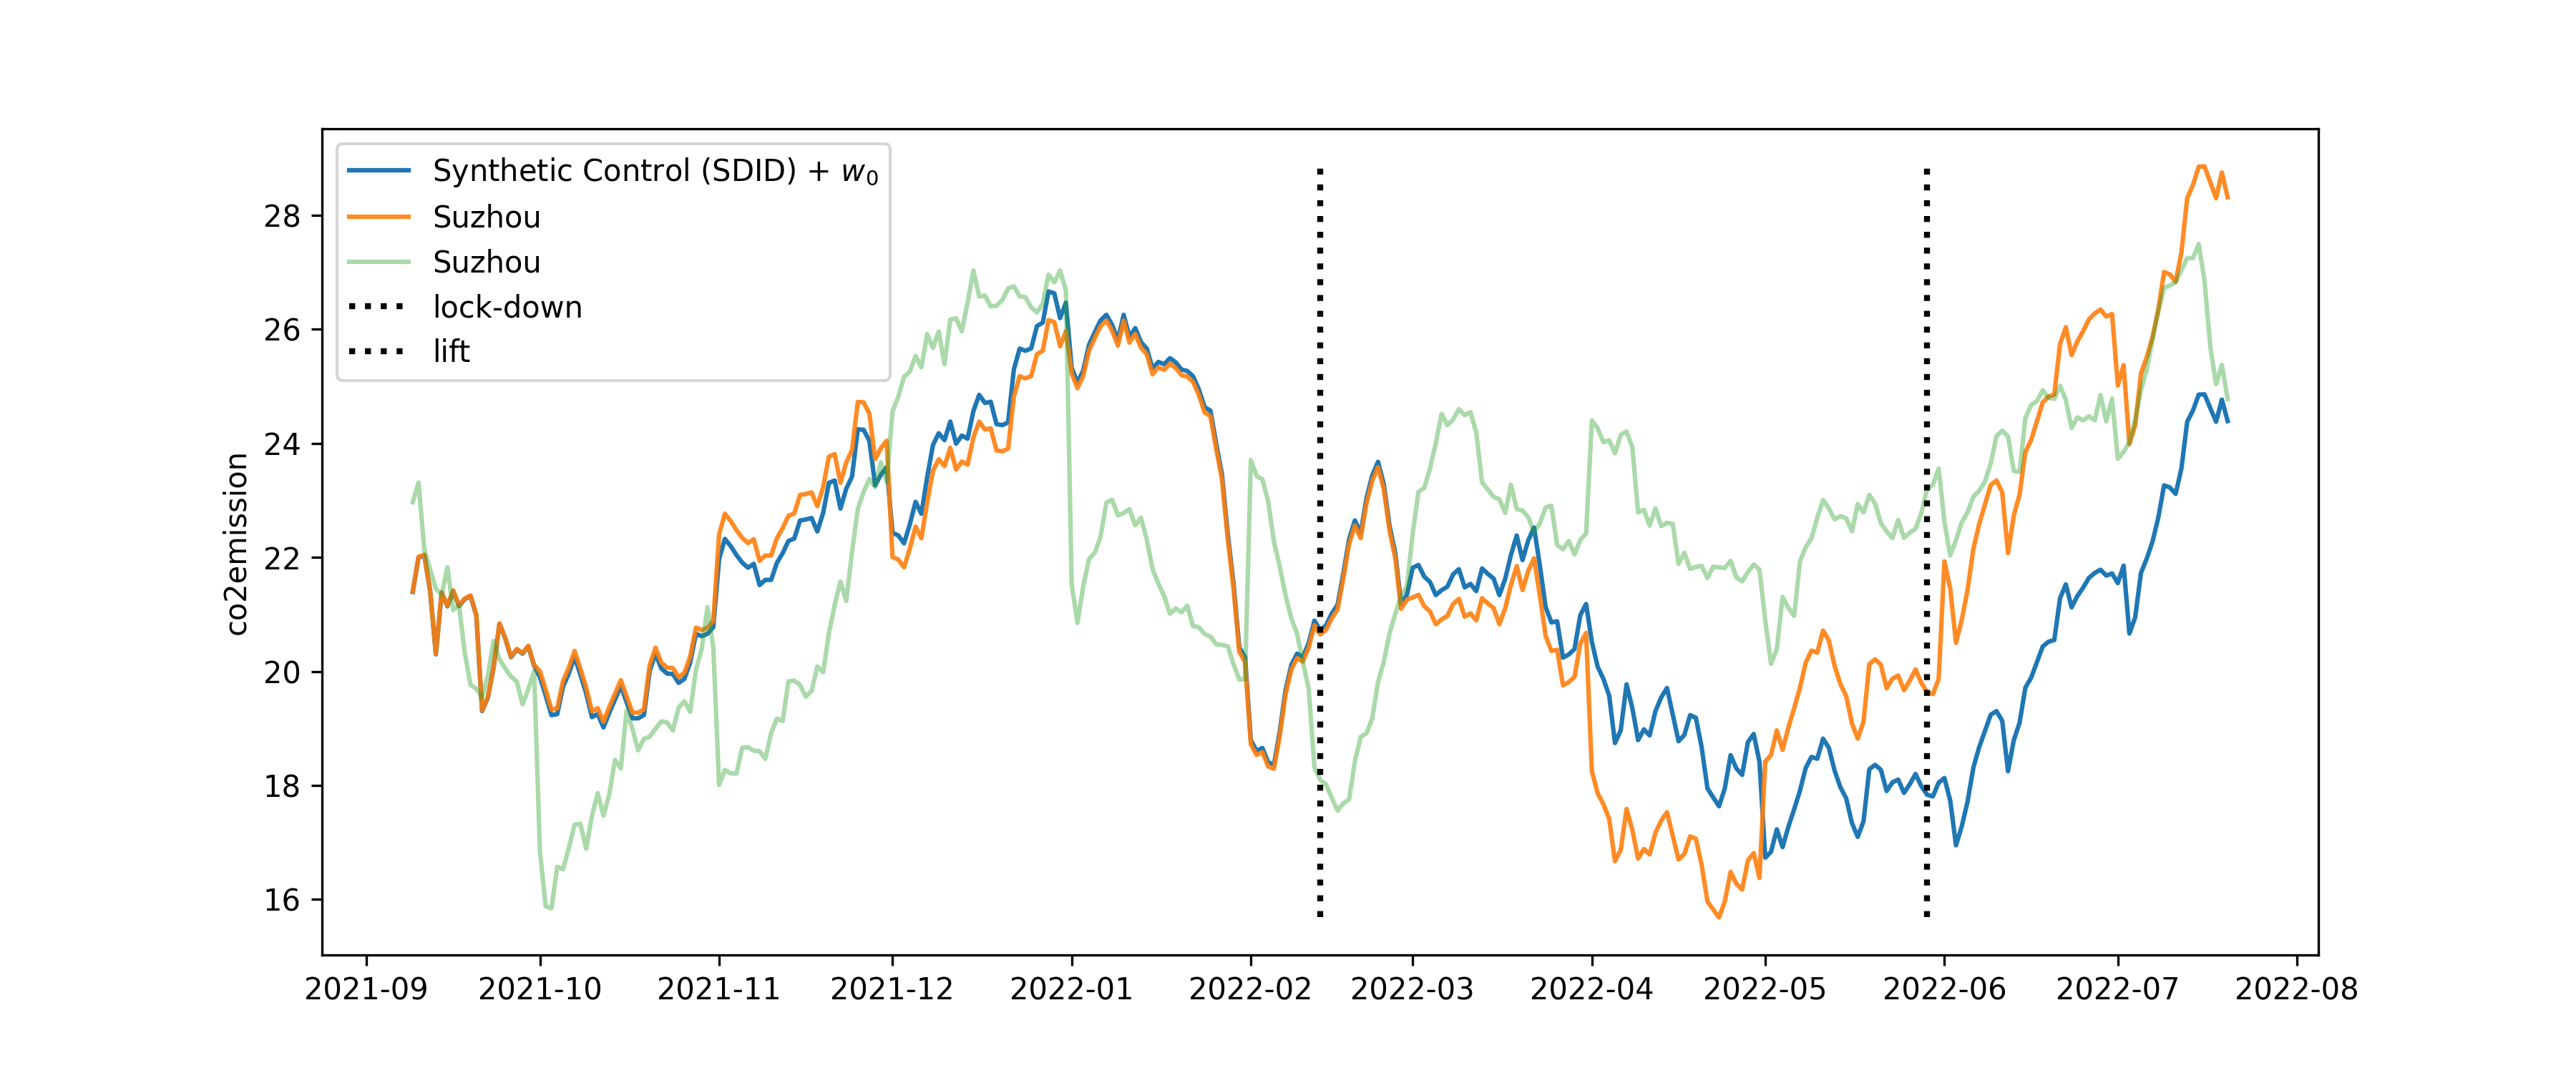 Synthetic Control (SDID) + w₀
Suzhou
Suzhou
lock-down
lift
co2emission
28
26
24
22
20
18
16
2021-09 2021-10 2021-11 2021-12 2022-01 2022-02 2022-03 2022-04 2022-05 2022-06 2022-07 2022-08